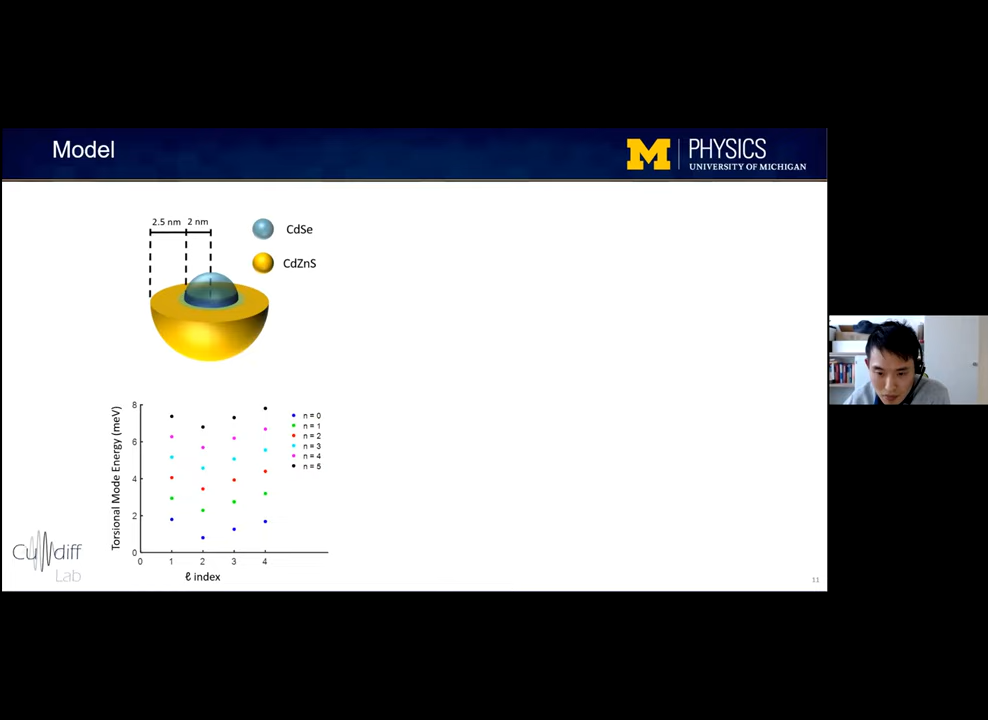 Model
M PHYSICS
UNIVERSITY OF MICHIGAN
2.5 nm 2 nm
CdSe
CdZnS
Torsional Mode Energy (meV)
8
6
4
2
0
0 1 2 3 4
ℓ index
n = 0
n = 1
n = 2
n = 3
n = 4
n = 5
Cundiff
Lab
11